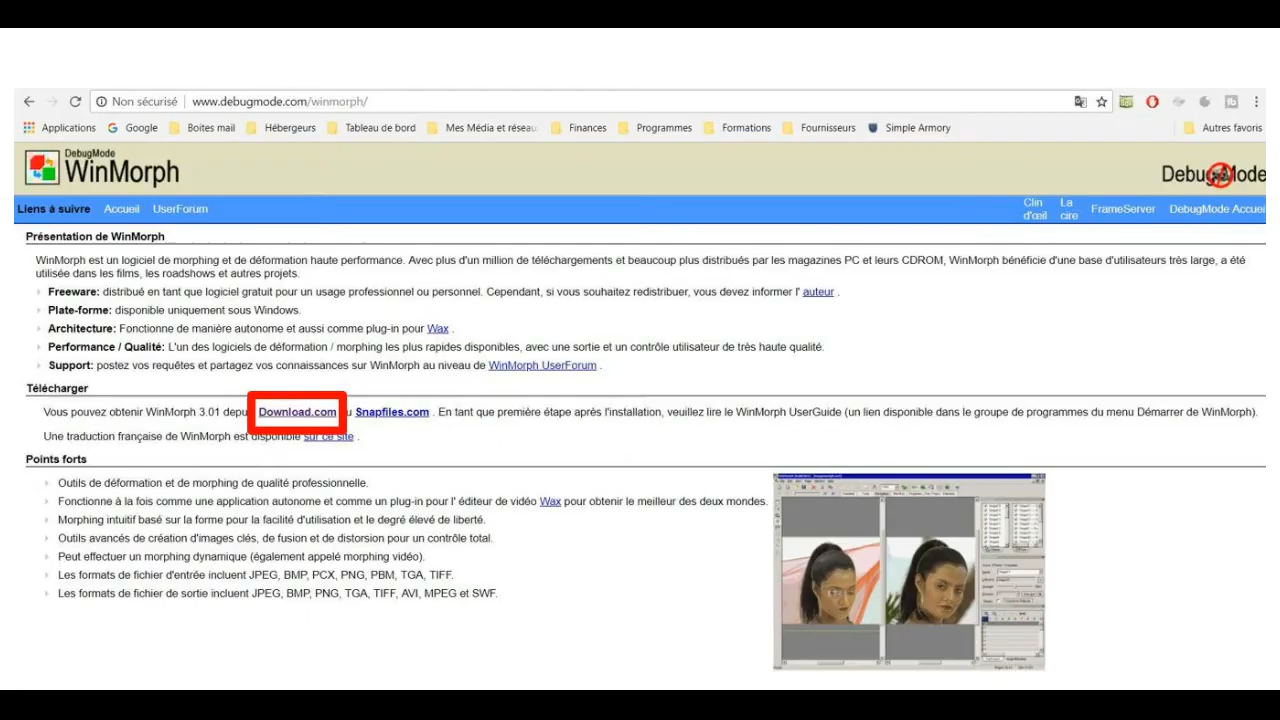 Non sécurisé | www.debugmode.com/winmorph/
Applications Google Boites mail Hébergeurs Tableau de bord Mes Média et réseau Finances Programmes Formations Fournisseurs Simple Armory Autres favoris
DebugMode
WinMorph
DebugMode
Liens à suivre Accueil UserForum Clin d'œil La cire FrameServer DebugMode Accueil
Présentation de WinMorph
WinMorph est un logiciel de morphing et de déformation haute performance. Avec plus d'un million de téléchargements et beaucoup plus distribués par les magazines PC et leurs CDROM, WinMorph bénéficie d'une base d'utilisateurs très large, a été
utilisée dans les films, les roadshows et autres projets.
Freeware: distribué en tant que logiciel gratuit pour un usage professionnel ou personnel. Cependant, si vous souhaitez redistribuer, vous devez informer l' auteur .
Plate-forme: disponible uniquement sous Windows.
Architecture: Fonctionne de manière autonome et aussi comme plug-in pour Wax .
Performance / Qualité: L'un des logiciels de déformation / morphing les plus rapides disponibles, avec une sortie et un contrôle utilisateur de très haute qualité.
Support: postez vos requêtes et partagez vos connaissances sur WinMorph au niveau de WinMorph UserForum .
Télécharger
Vous pouvez obtenir WinMorph 3.01 depu Download.com u Snapfiles.com . En tant que première étape après l'installation, veuillez lire le WinMorph UserGuide (un lien disponible dans le groupe de programmes du menu Démarrer de WinMorph).
Une traduction française de WinMorph est disponible sur ce site .
Points forts
Outils de déformation et de morphing de qualité professionnelle.
Fonctionne à la fois comme une application autonome et comme un plug-in pour l' éditeur de vidéo Wax pour obtenir le meilleur des deux mondes.
Morphing intuitif basé sur la forme pour la facilité d'utilisation et le degré élevé de liberté.
Outils avancés de création d'images clés, de fusion et de distorsion pour un contrôle total.
Peut effectuer un morphing dynamique (également appelé morphing vidéo).
Les formats de fichier d'entrée incluent JPEG, BMP, PCX, PNG, PBM, TGA, TIFF.
Les formats de fichier de sortie incluent JPEG, BMP, PNG, TGA, TIFF, AVI, MPEG et SWF.